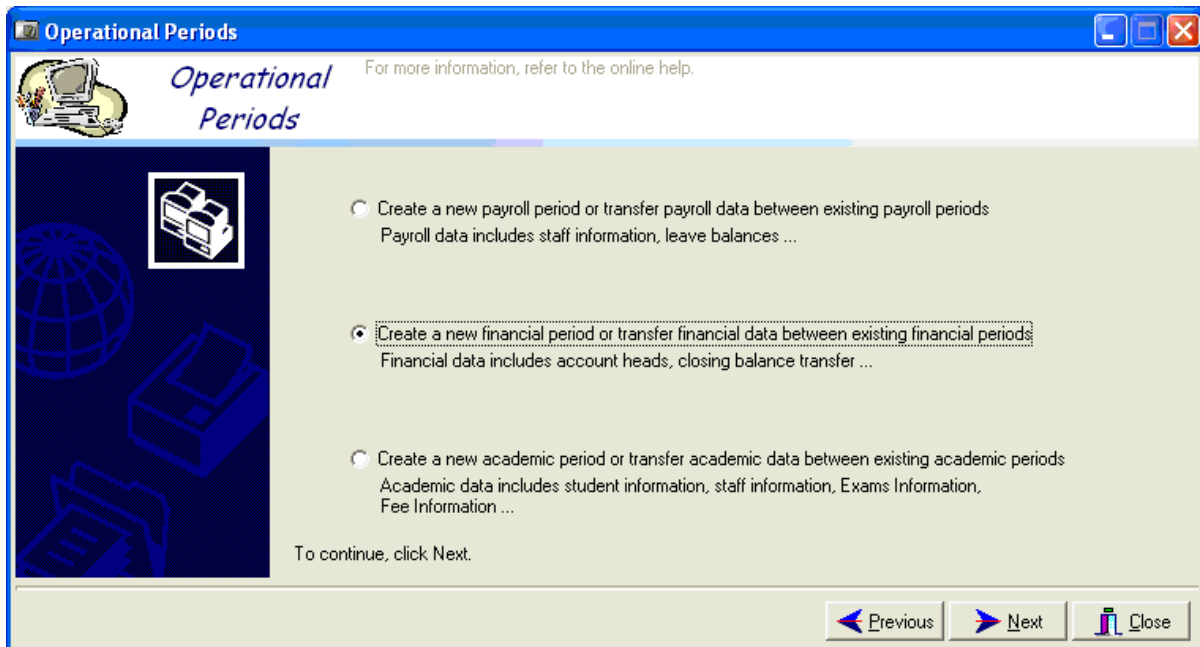 Operational Periods
Operational
Periods
For more information, refer to the online help.
Create a new payroll period or transfer payroll data between existing payroll periods
Payroll data includes staff information, leave balances ...
Create a new financial period or transfer financial data between existing financial periods
Financial data includes account heads, closing balance transfer ...
Create a new academic period or transfer academic data between existing academic periods
Academic data includes student information, staff information, Exams Information,
Fee Information ...
To continue, click Next.
Previous
Next
Close